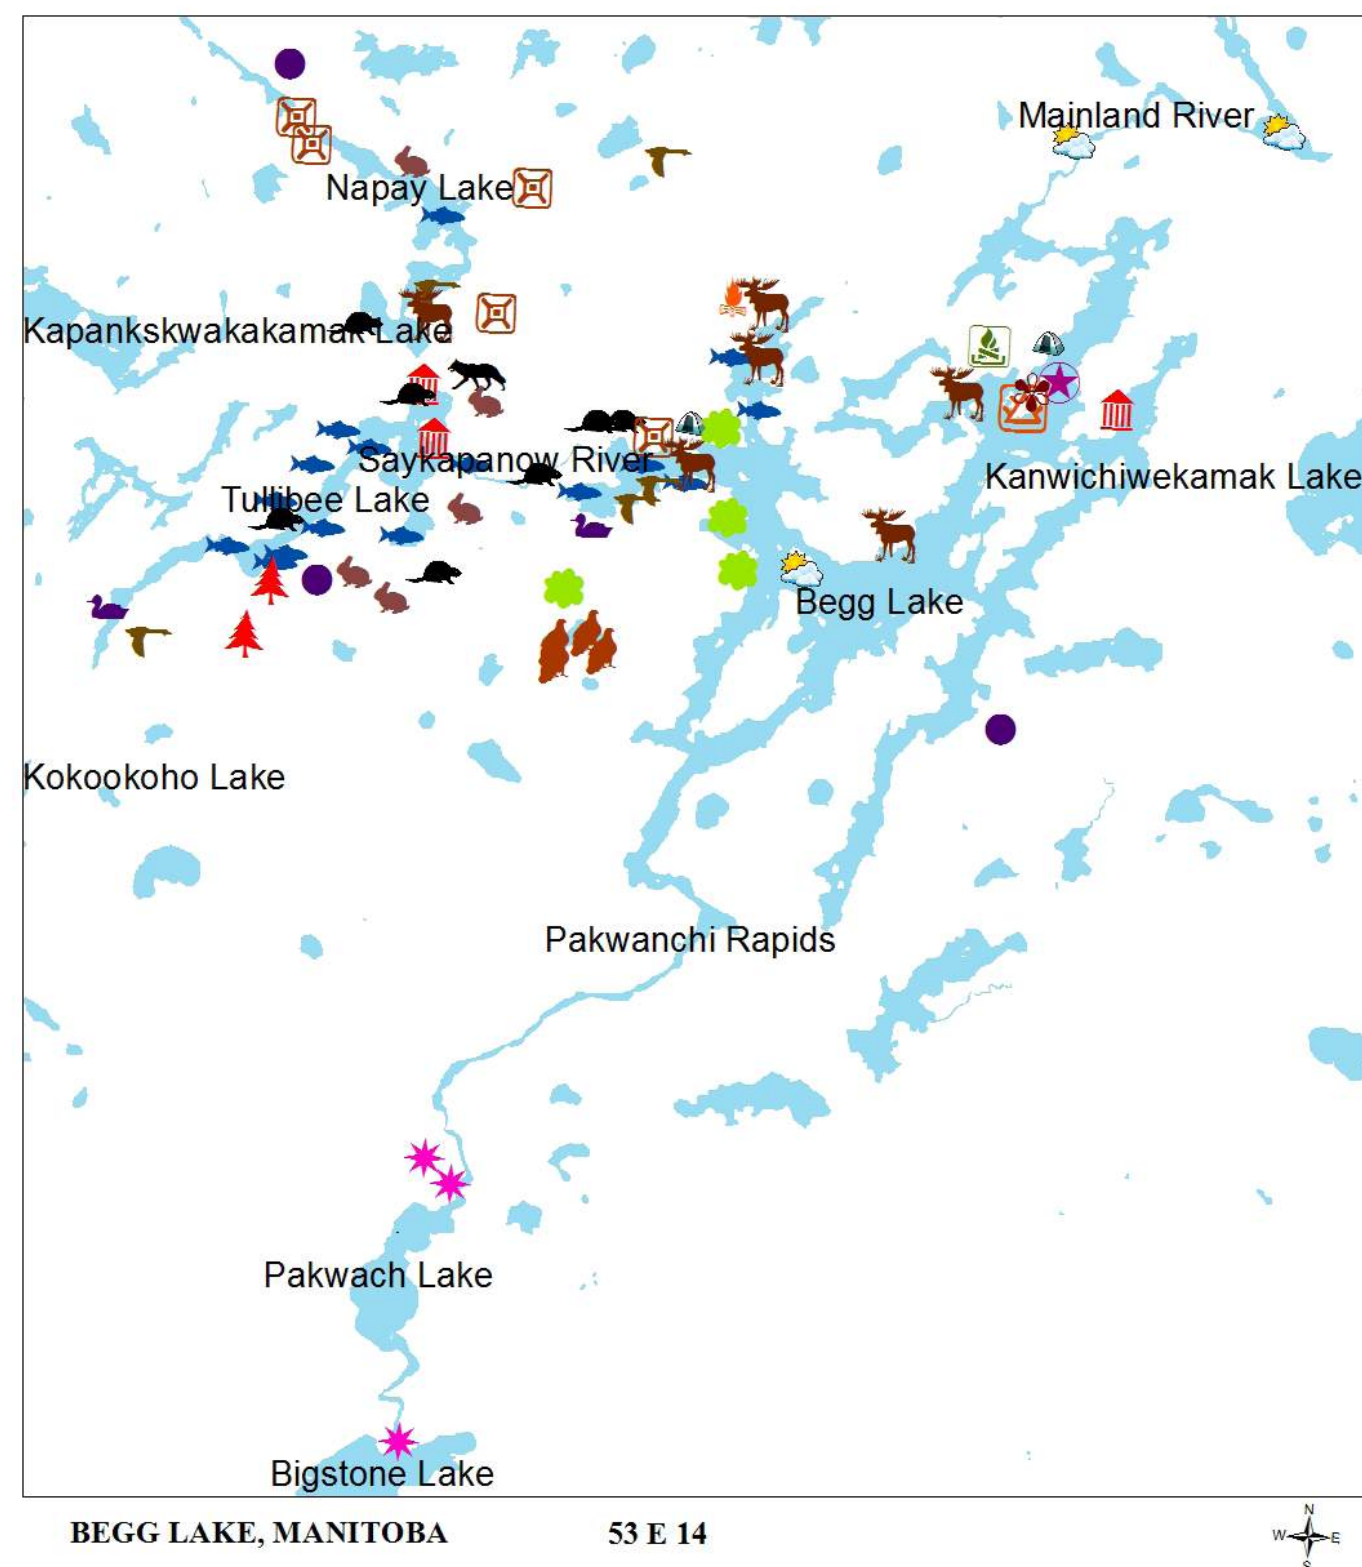 Mainland River
Napay Lake
Kapankskwakakamak Lake
Saykapanow River
Kanwichiwekamak Lake
Tullibee Lake
Begg Lake
Kokookoho Lake
Pakwanchi Rapids
Pakwach Lake
Bigstone Lake
BEGG LAKE, MANITOBA 53 E 14
N
W E
S